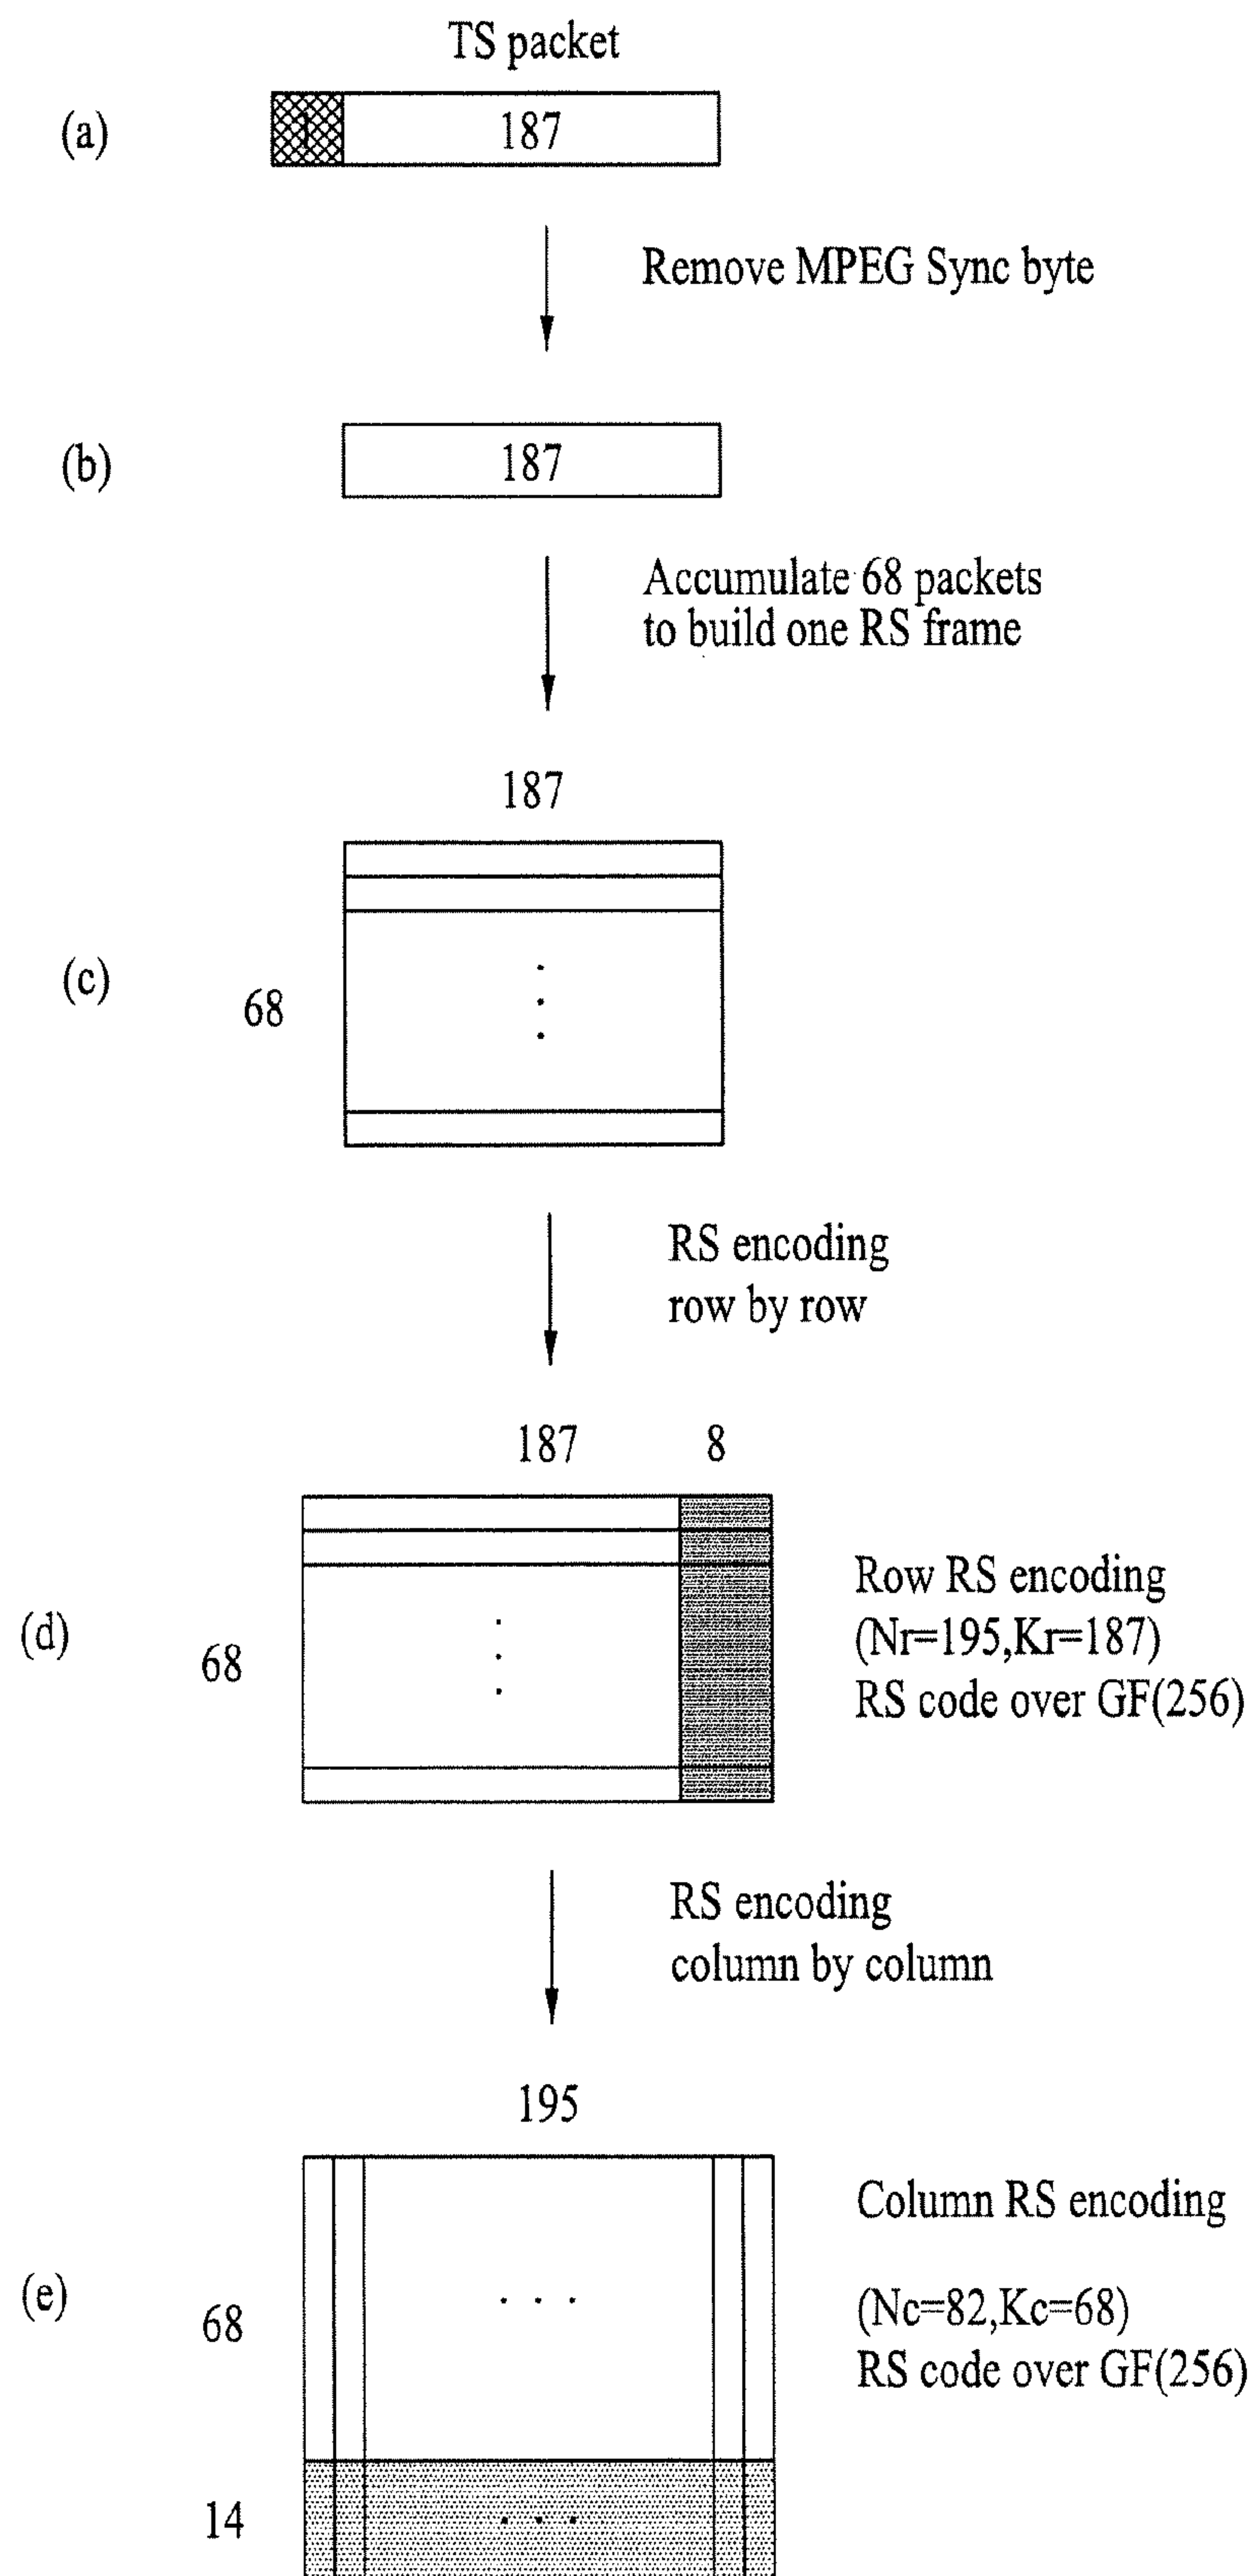 TS packet
(a)
1
187
Remove MPEG Sync byte
(b)
187
Accumulate 68 packets
to build one RS frame
187
(c)
68
RS encoding
row by row
187
8
(d)
68
Row RS encoding
(Nr=195,Kr=187)
RS code over GF(256)
RS encoding
column by column
195
(e)
68
Column RS encoding
(Nc=82,Kc=68)
RS code over GF(256)
14